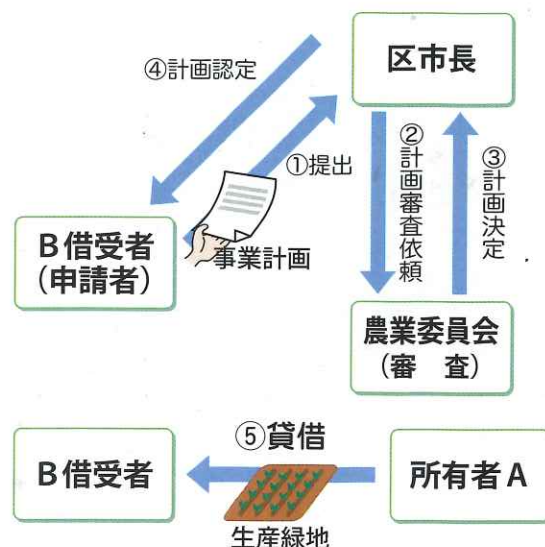 区市長
④計画認定
①提出
②計画審査依頼
③計画決定
B借受者
(申請者)
事業計画
農業委員会
(審　査)
⑤貸借
B借受者
所有者A
生産緑地